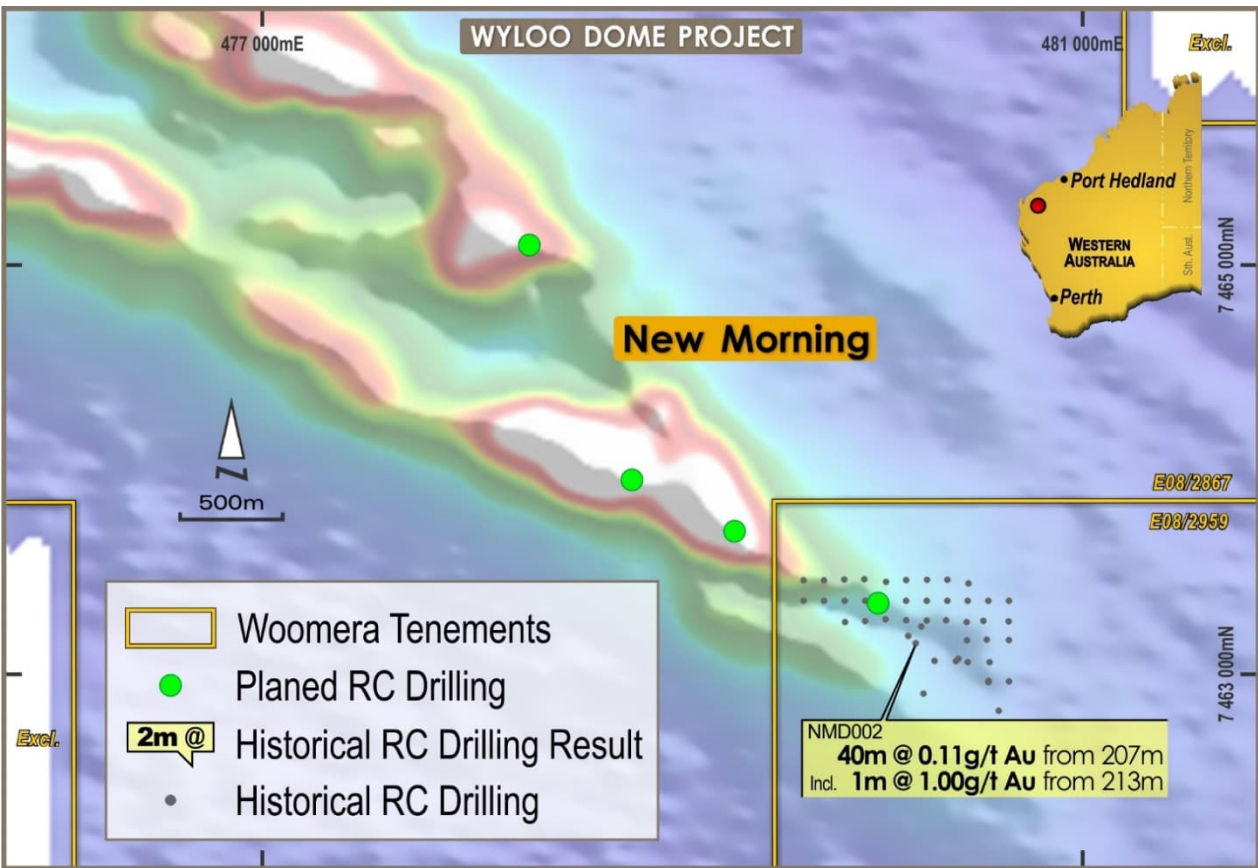 WYLOO DOME PROJECT
477 000mE
481 000mE
Excl.
Port Hedland
Northern Territory
WESTERN
AUSTRALIA
Sth. Aust.
Perth
7 465 000mN
New Morning
N
500m
E08/2867
E08/2959
7 463 000mN
Woomera Tenements
Planed RC Drilling
2m @
Historical RC Drilling Result
Historical RC Drilling
Excl.
NMD002
40m @ 0.11g/t Au from 207m
Incl. 1m @ 1.00g/t Au from 213m